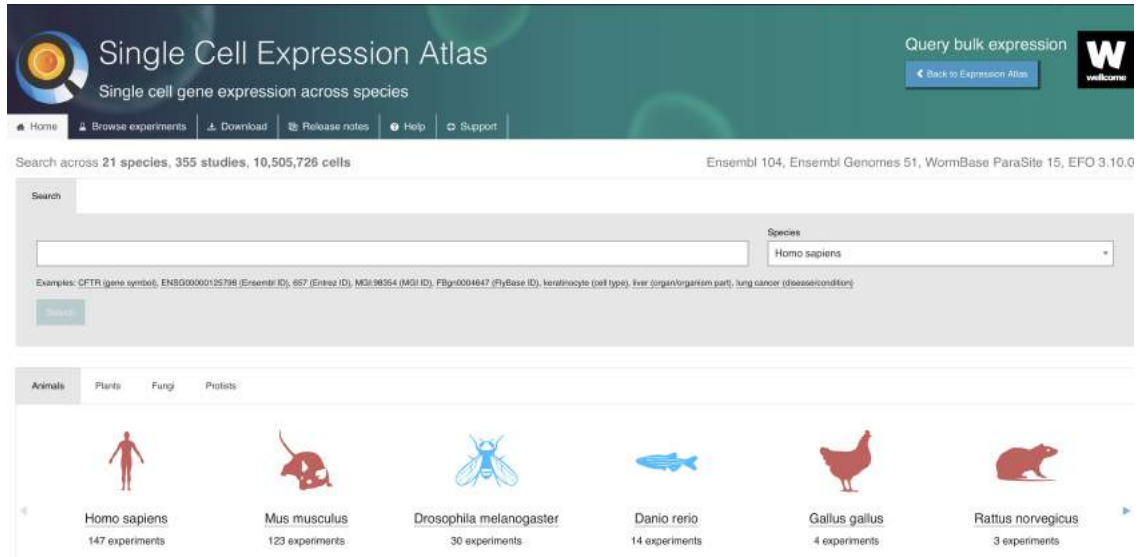 Single Cell Expression Atlas
Single cell gene expression across species
Query bulk expression
Back to Expression Atlas
W
wellcome
Home Browse experiments Download Release notes Help Support
Search across 21 species, 355 studies, 10,505,726 cells
Ensembl 104, Ensembl Genomes 51, WormBase ParaSite 15, EFO 3.10.0
Search
Species
Homo sapiens
Examples: CFTR (gene symbol), ENSG00000125798 (Ensembl ID), 657 (Entrez ID), MGI:98354 (MGI ID), FBgn0004647 (FlyBase ID), keratinocyte (cell type), liver (organ/organism part), lung cancer (disease/condition)
Search
Animals Plants Fungi Protists
Homo sapiens Mus musculus Drosophila melanogaster Danio rerio Gallus gallus Rattus norvegicus
147 experiments 123 experiments 30 experiments 14 experiments 4 experiments 3 experiments